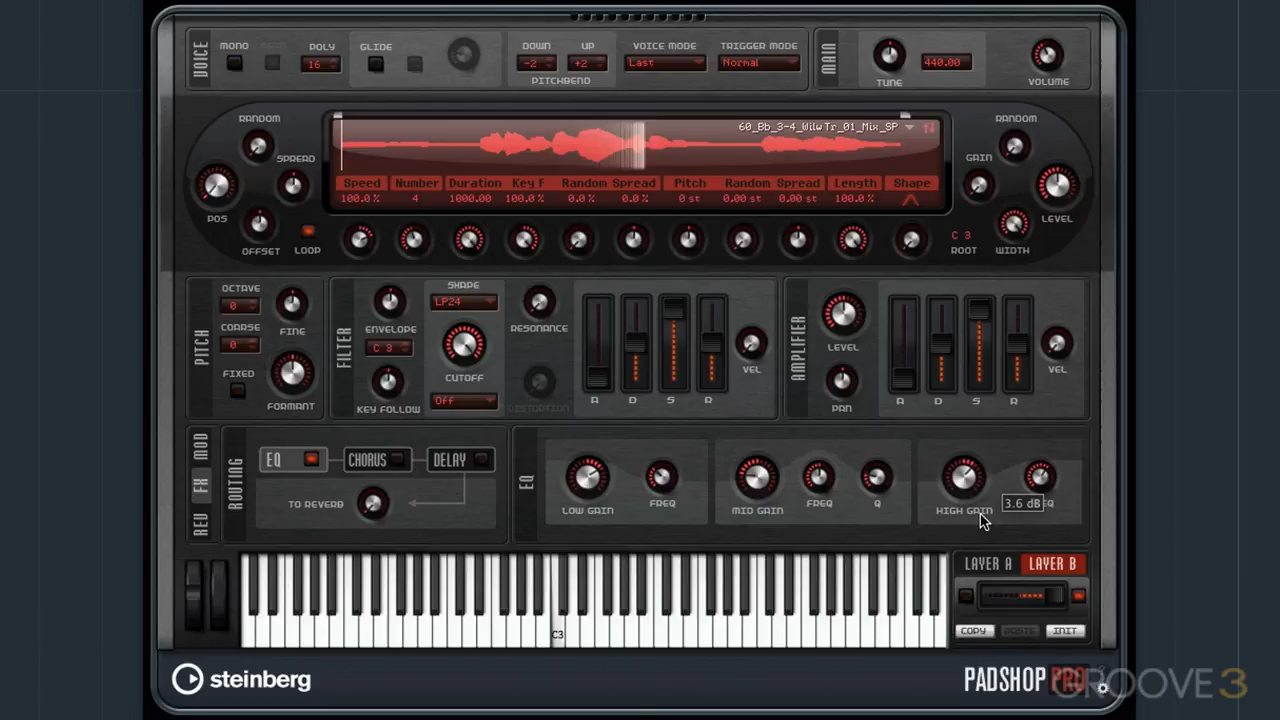 VOICE
MONO
POLY
16
GLIDE
DOWN
-2
UP
+2
PITCHBEND
VOICE MODE
Last
TRIGGER MODE
Normal
MAIN
TUNE
440.00
VOLUME
RANDOM
SPREAD
POS
OFFSET
LOOP
60_Bb_3-4_WilwTr_01_Mix_SP
Speed Number Duration Key F Random Spread Pitch Random Spread Length Shape
100.0 % 4 1000.00 100.0 % 0.0 % 0.0 % 0 st 0.00 st 0.00 st 100.0 %
RANDOM
GAIN
LEVEL
C 3
ROOT
WIDTH
PITCH
OCTAVE
0
COARSE
0
FIXED
FINE
FORMANT
FILTER
ENVELOPE
C 3
KEY FOLLOW
SHAPE
LP24
CUTOFF
Off
RESONANCE
DISTORTION
A D S R
VEL
AMPLIFIER
LEVEL
PAN
A D S R
VEL
MOD
FX
REV
ROUTING
EQ
CHORUS
DELAY
TO REVERB
EQ
LOW GAIN
FREQ
MID GAIN
FREQ
Q
HIGH GAIN
3.6 dB
EQ
C3
LAYER A
LAYER B
COPY
PASTE
INIT
steinberg
PADSHOP PRO
GROOVE 3